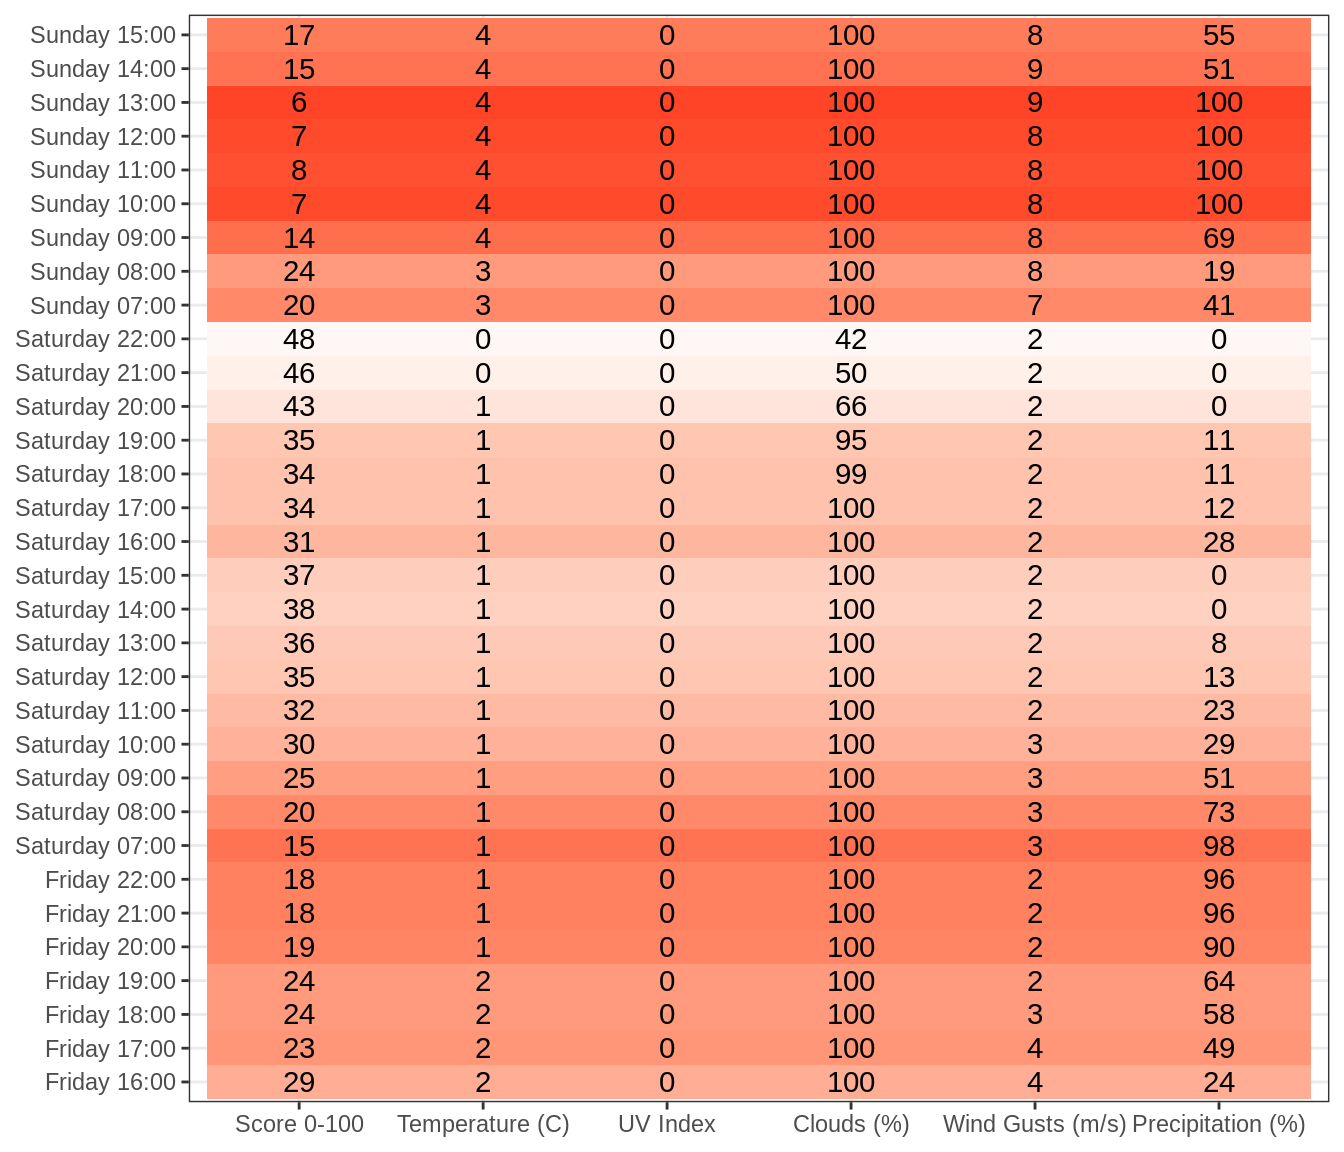 Sunday 15:00 17 4 0 100 8 55
Sunday 14:00 15 4 0 100 9 51
Sunday 13:00 6 4 0 100 9 100
Sunday 12:00 7 4 0 100 8 100
Sunday 11:00 8 4 0 100 8 100
Sunday 10:00 7 4 0 100 8 100
Sunday 09:00 14 4 0 100 8 69
Sunday 08:00 24 3 0 100 8 19
Sunday 07:00 20 3 0 100 7 41
Saturday 22:00 48 0 0 42 2 0
Saturday 21:00 46 0 0 50 2 0
Saturday 20:00 43 1 0 66 2 0
Saturday 19:00 35 1 0 95 2 11
Saturday 18:00 34 1 0 99 2 11
Saturday 17:00 34 1 0 100 2 12
Saturday 16:00 31 1 0 100 2 28
Saturday 15:00 37 1 0 100 2 0
Saturday 14:00 38 1 0 100 2 0
Saturday 13:00 36 1 0 100 2 8
Saturday 12:00 35 1 0 100 2 13
Saturday 11:00 32 1 0 100 2 23
Saturday 10:00 30 1 0 100 3 29
Saturday 09:00 25 1 0 100 3 51
Saturday 08:00 20 1 0 100 3 73
Saturday 07:00 15 1 0 100 3 98
Friday 22:00 18 1 0 100 2 96
Friday 21:00 18 1 0 100 2 96
Friday 20:00 19 1 0 100 2 90
Friday 19:00 24 2 0 100 2 64
Friday 18:00 24 2 0 100 3 58
Friday 17:00 23 2 0 100 4 49
Friday 16:00 29 2 0 100 4 24
Score 0-100 Temperature (C) UV Index Clouds (%) Wind Gusts (m/s) Precipitation (%)